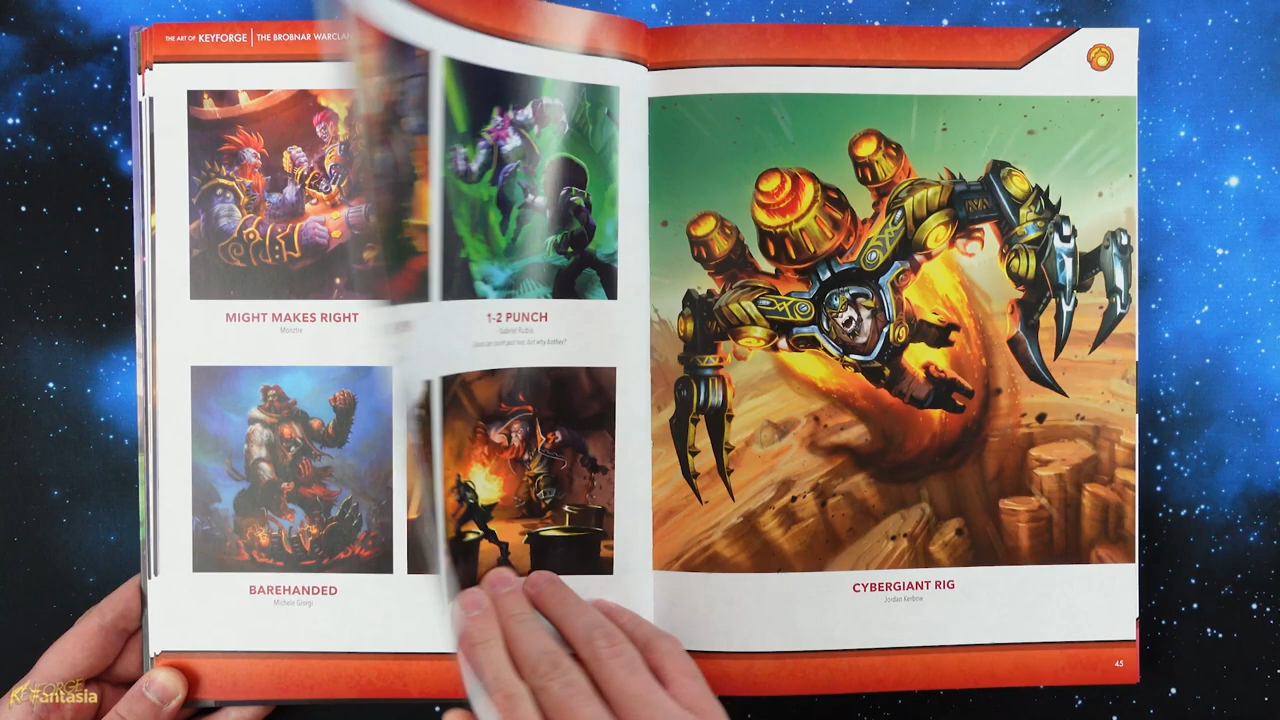 THE ART OF KEYFORGE | THE BROBNAR WARCLAN
MIGHT MAKES RIGHT
Monztre
1-2 PUNCH
Gabriel Rubio
BAREHANDED
Michele Giorgi
CYBERGIANT RIG
Jordan Kerbow
45
KEYFORGE
Fantasia